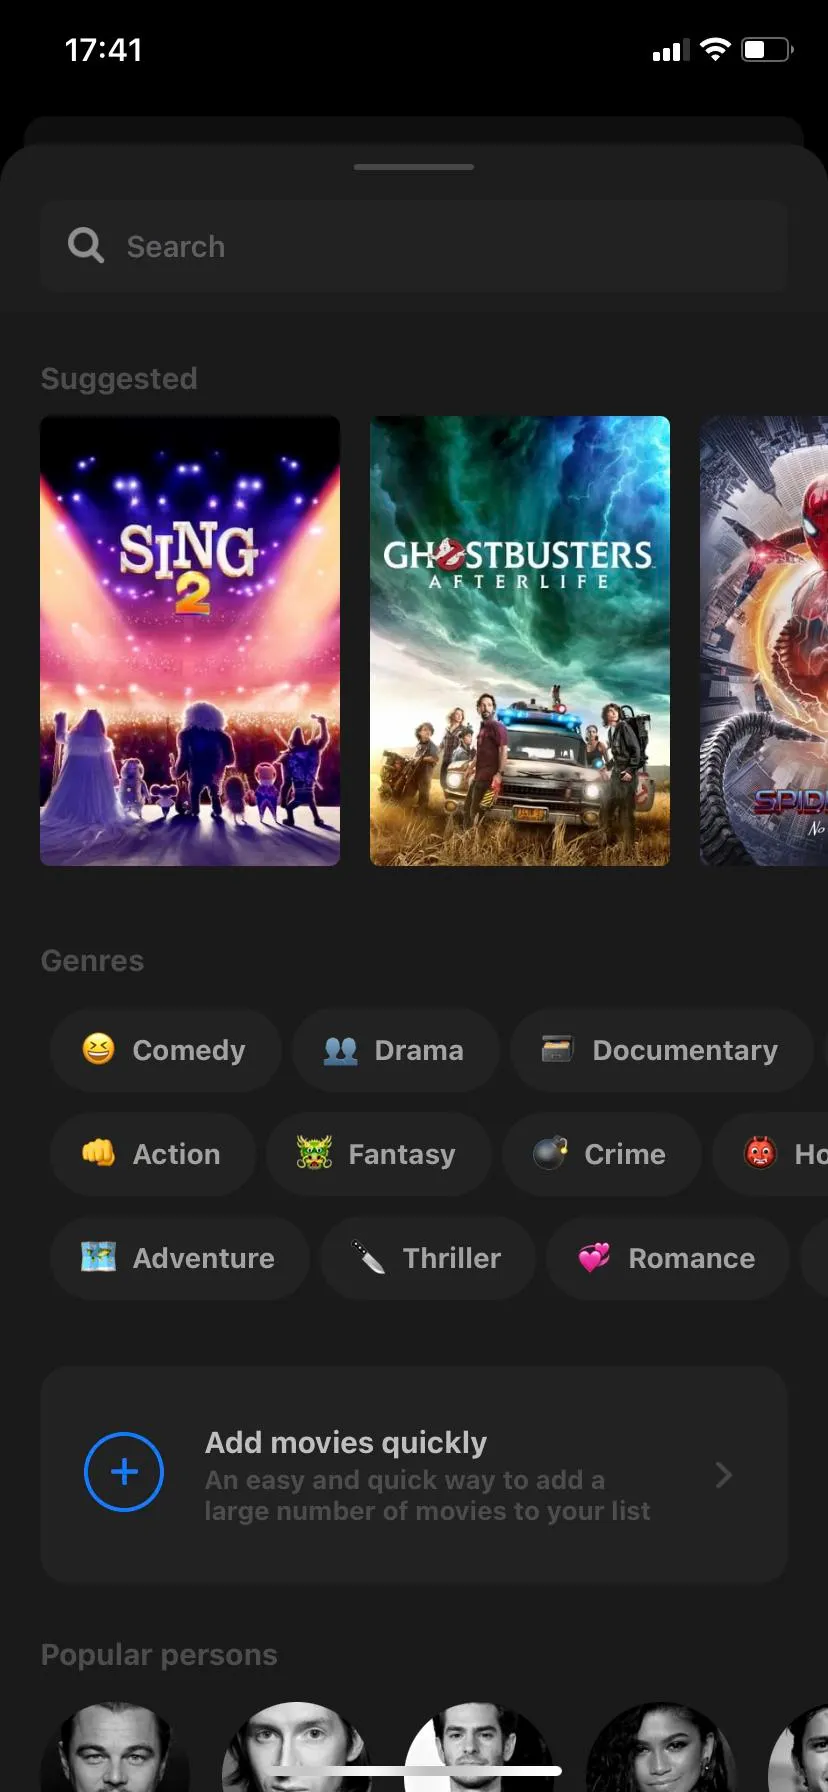 17:41
Search
Suggested
SING
2
GHOSTBUSTERS
AFTERLIFE
SPID
No
Genres
Comedy
Drama
Documentary
Action
Fantasy
Crime
Ho
Adventure
Thriller
Romance
Add movies quickly
An easy and quick way to add a
large number of movies to your list
Popular persons